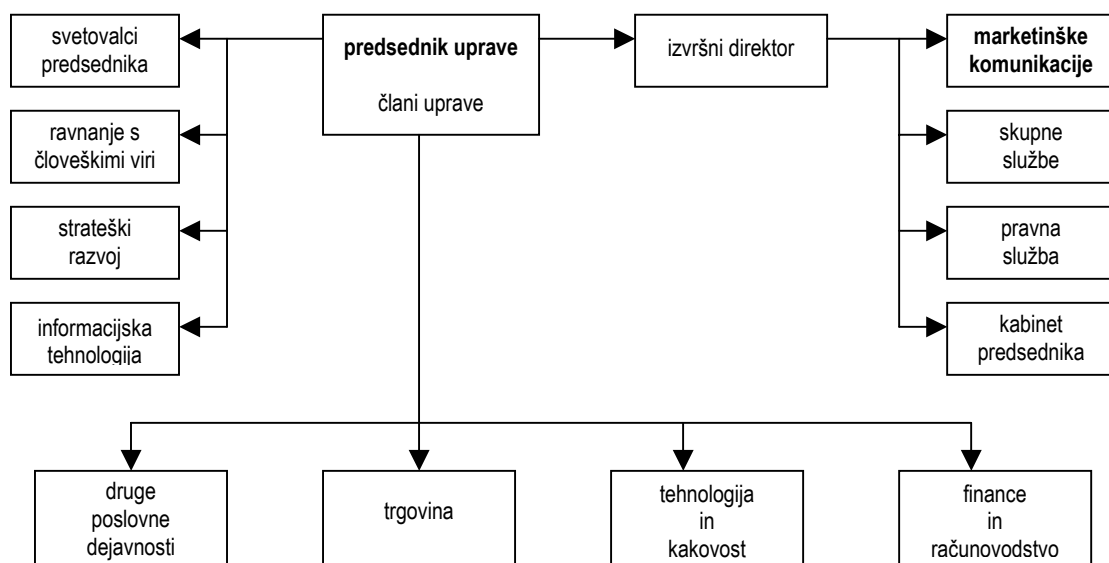 svetovalci
predsednika
predsednik uprave
člani uprave
izvršni direktor
marketinške
komunikacije
ravnanje s
človeškimi viri
skupne
službe
strateški
razvoj
pravna
služba
informacijska
tehnologija
kabinet
predsednika
druge
poslovne
dejavnosti
trgovina
tehnologija
in
kakovost
finance
in
računovodstvo